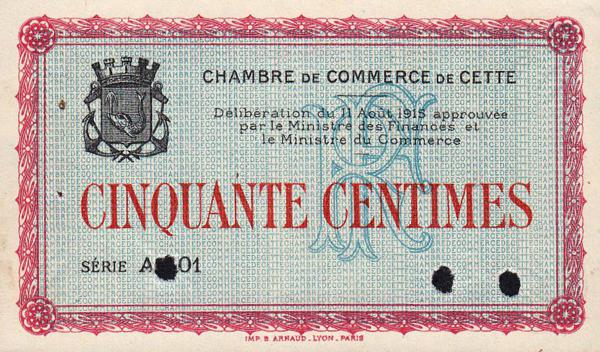 CHAMBRE DE COMMERCE DE CETTE
Délibération du 11 Août 1915 approuvée
par le Ministre des Finances et
le Ministre du Commerce
CINQUANTE CENTIMES
SÉRIE 01
IMP. B. ARNAUD _ LYON _ PARIS